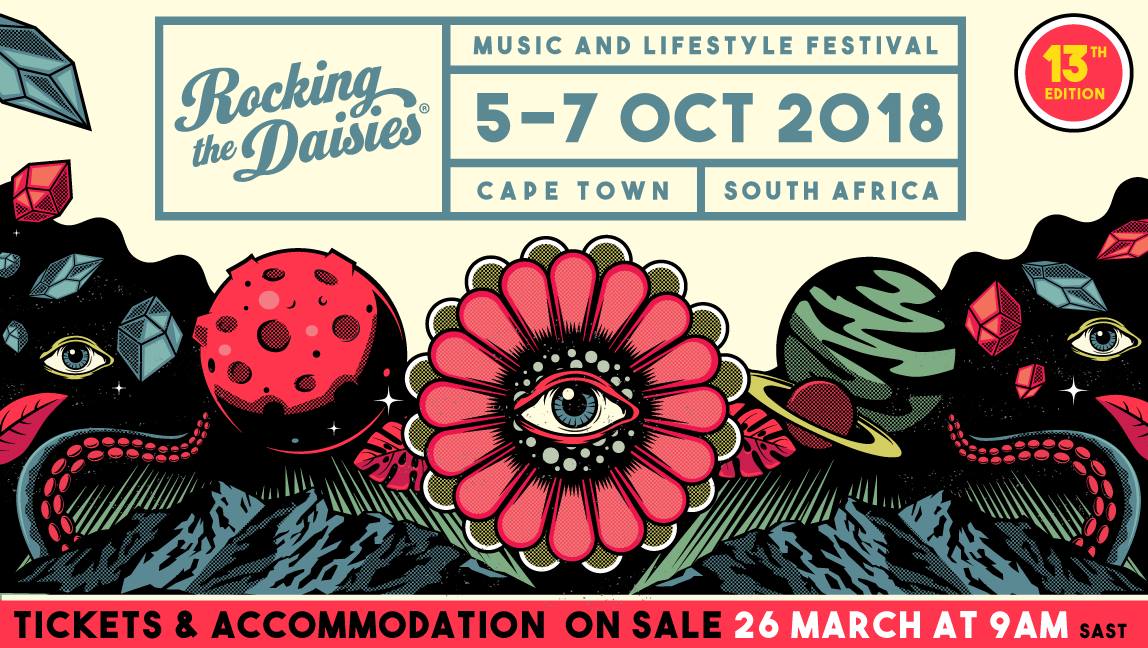 Rocking
the Daisies®
MUSIC AND LIFESTYLE FESTIVAL
5-7 OCT 2018
CAPE TOWN
SOUTH AFRICA
13TH
EDITION
TICKETS & ACCOMMODATION ON SALE 26 MARCH AT 9AM SAST